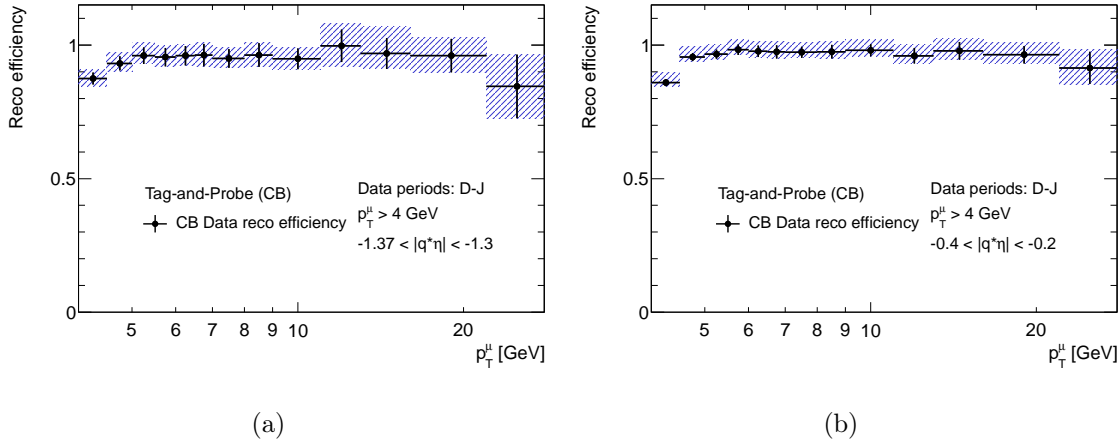 Reco efficiency
1
0.5
0
Tag-and-Probe (CB)
CB Data reco efficiency
Data periods: D-J
p_T^μ > 4 GeV
-1.37 < |q*η| < -1.3
5 6 7 8 9 10 20
p_T^μ [GeV]
(a)
Reco efficiency
1
0.5
0
Tag-and-Probe (CB)
CB Data reco efficiency
Data periods: D-J
p_T^μ > 4 GeV
-0.4 < |q*η| < -0.2
5 6 7 8 9 10 20
p_T^μ [GeV]
(b)